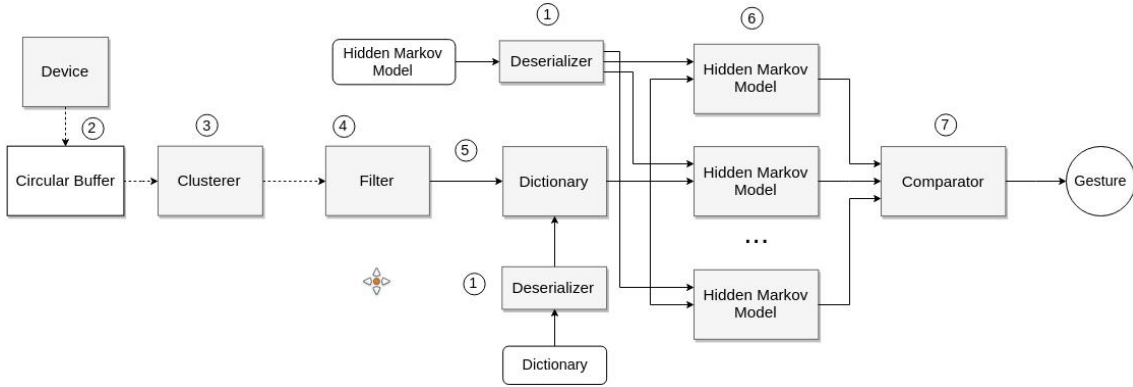 1
6
Hidden Markov
Model
Deserializer
Hidden Markov
Model
Device
2
3
4
5
7
Circular Buffer
Clusterer
Filter
Dictionary
Hidden Markov
Model
Comparator
Gesture
...
1
Deserializer
Hidden Markov
Model
Dictionary